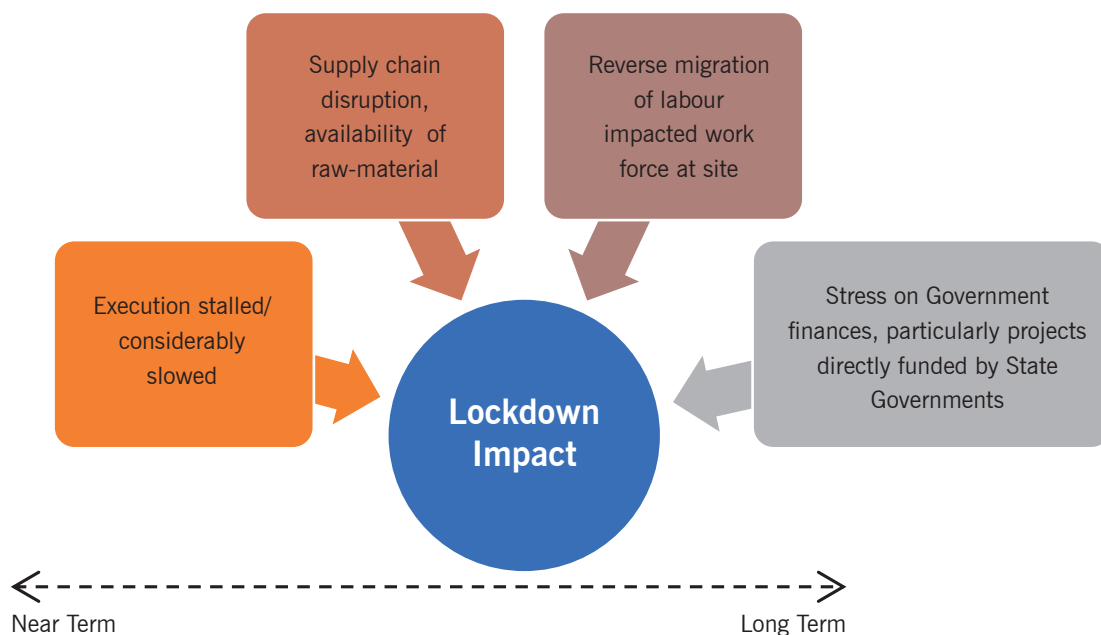 Supply chain
disruption,
availability of
raw-material
Reverse migration
of labour
impacted work
force at site
Execution stalled/
considerably
slowed
Stress on Government
finances, particularly projects
directly funded by State
Governments
Lockdown
Impact
Near Term
Long Term